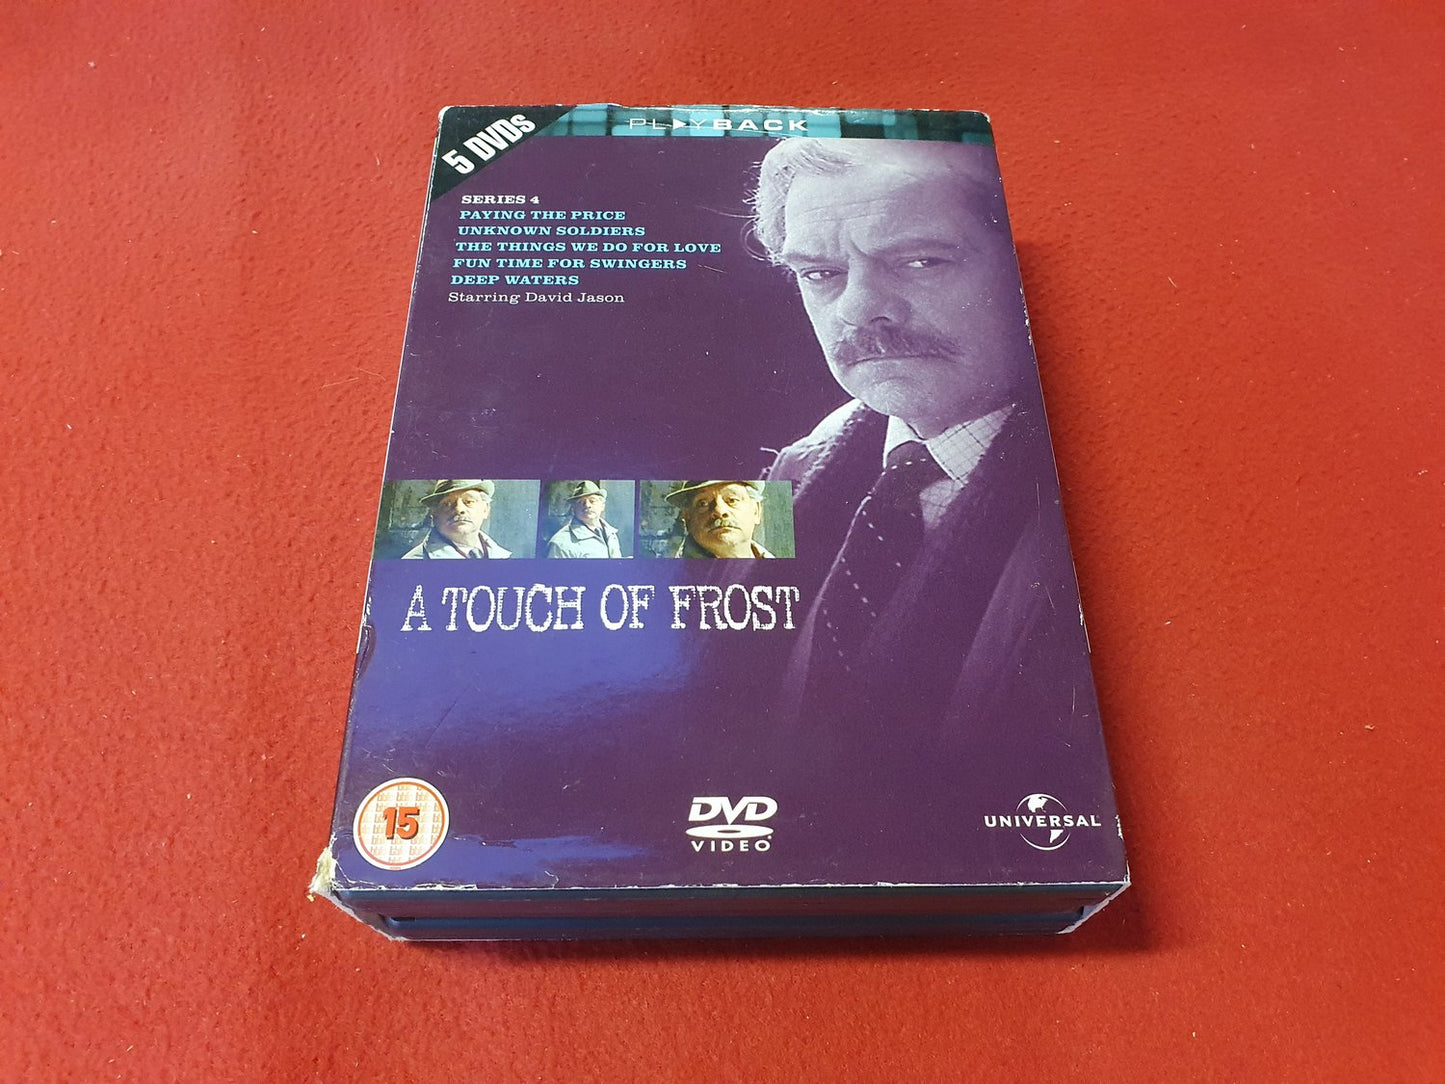 5 DVDs
PLAYBACK
SERIES 4
PAYING THE PRICE
UNKNOWN SOLDIERS
THE THINGS WE DO FOR LOVE
FUN TIME FOR SWINGERS
DEEP WATERS
Starring David Jason
A TOUCH OF FROST
15
DVD
VIDEO
UNIVERSAL